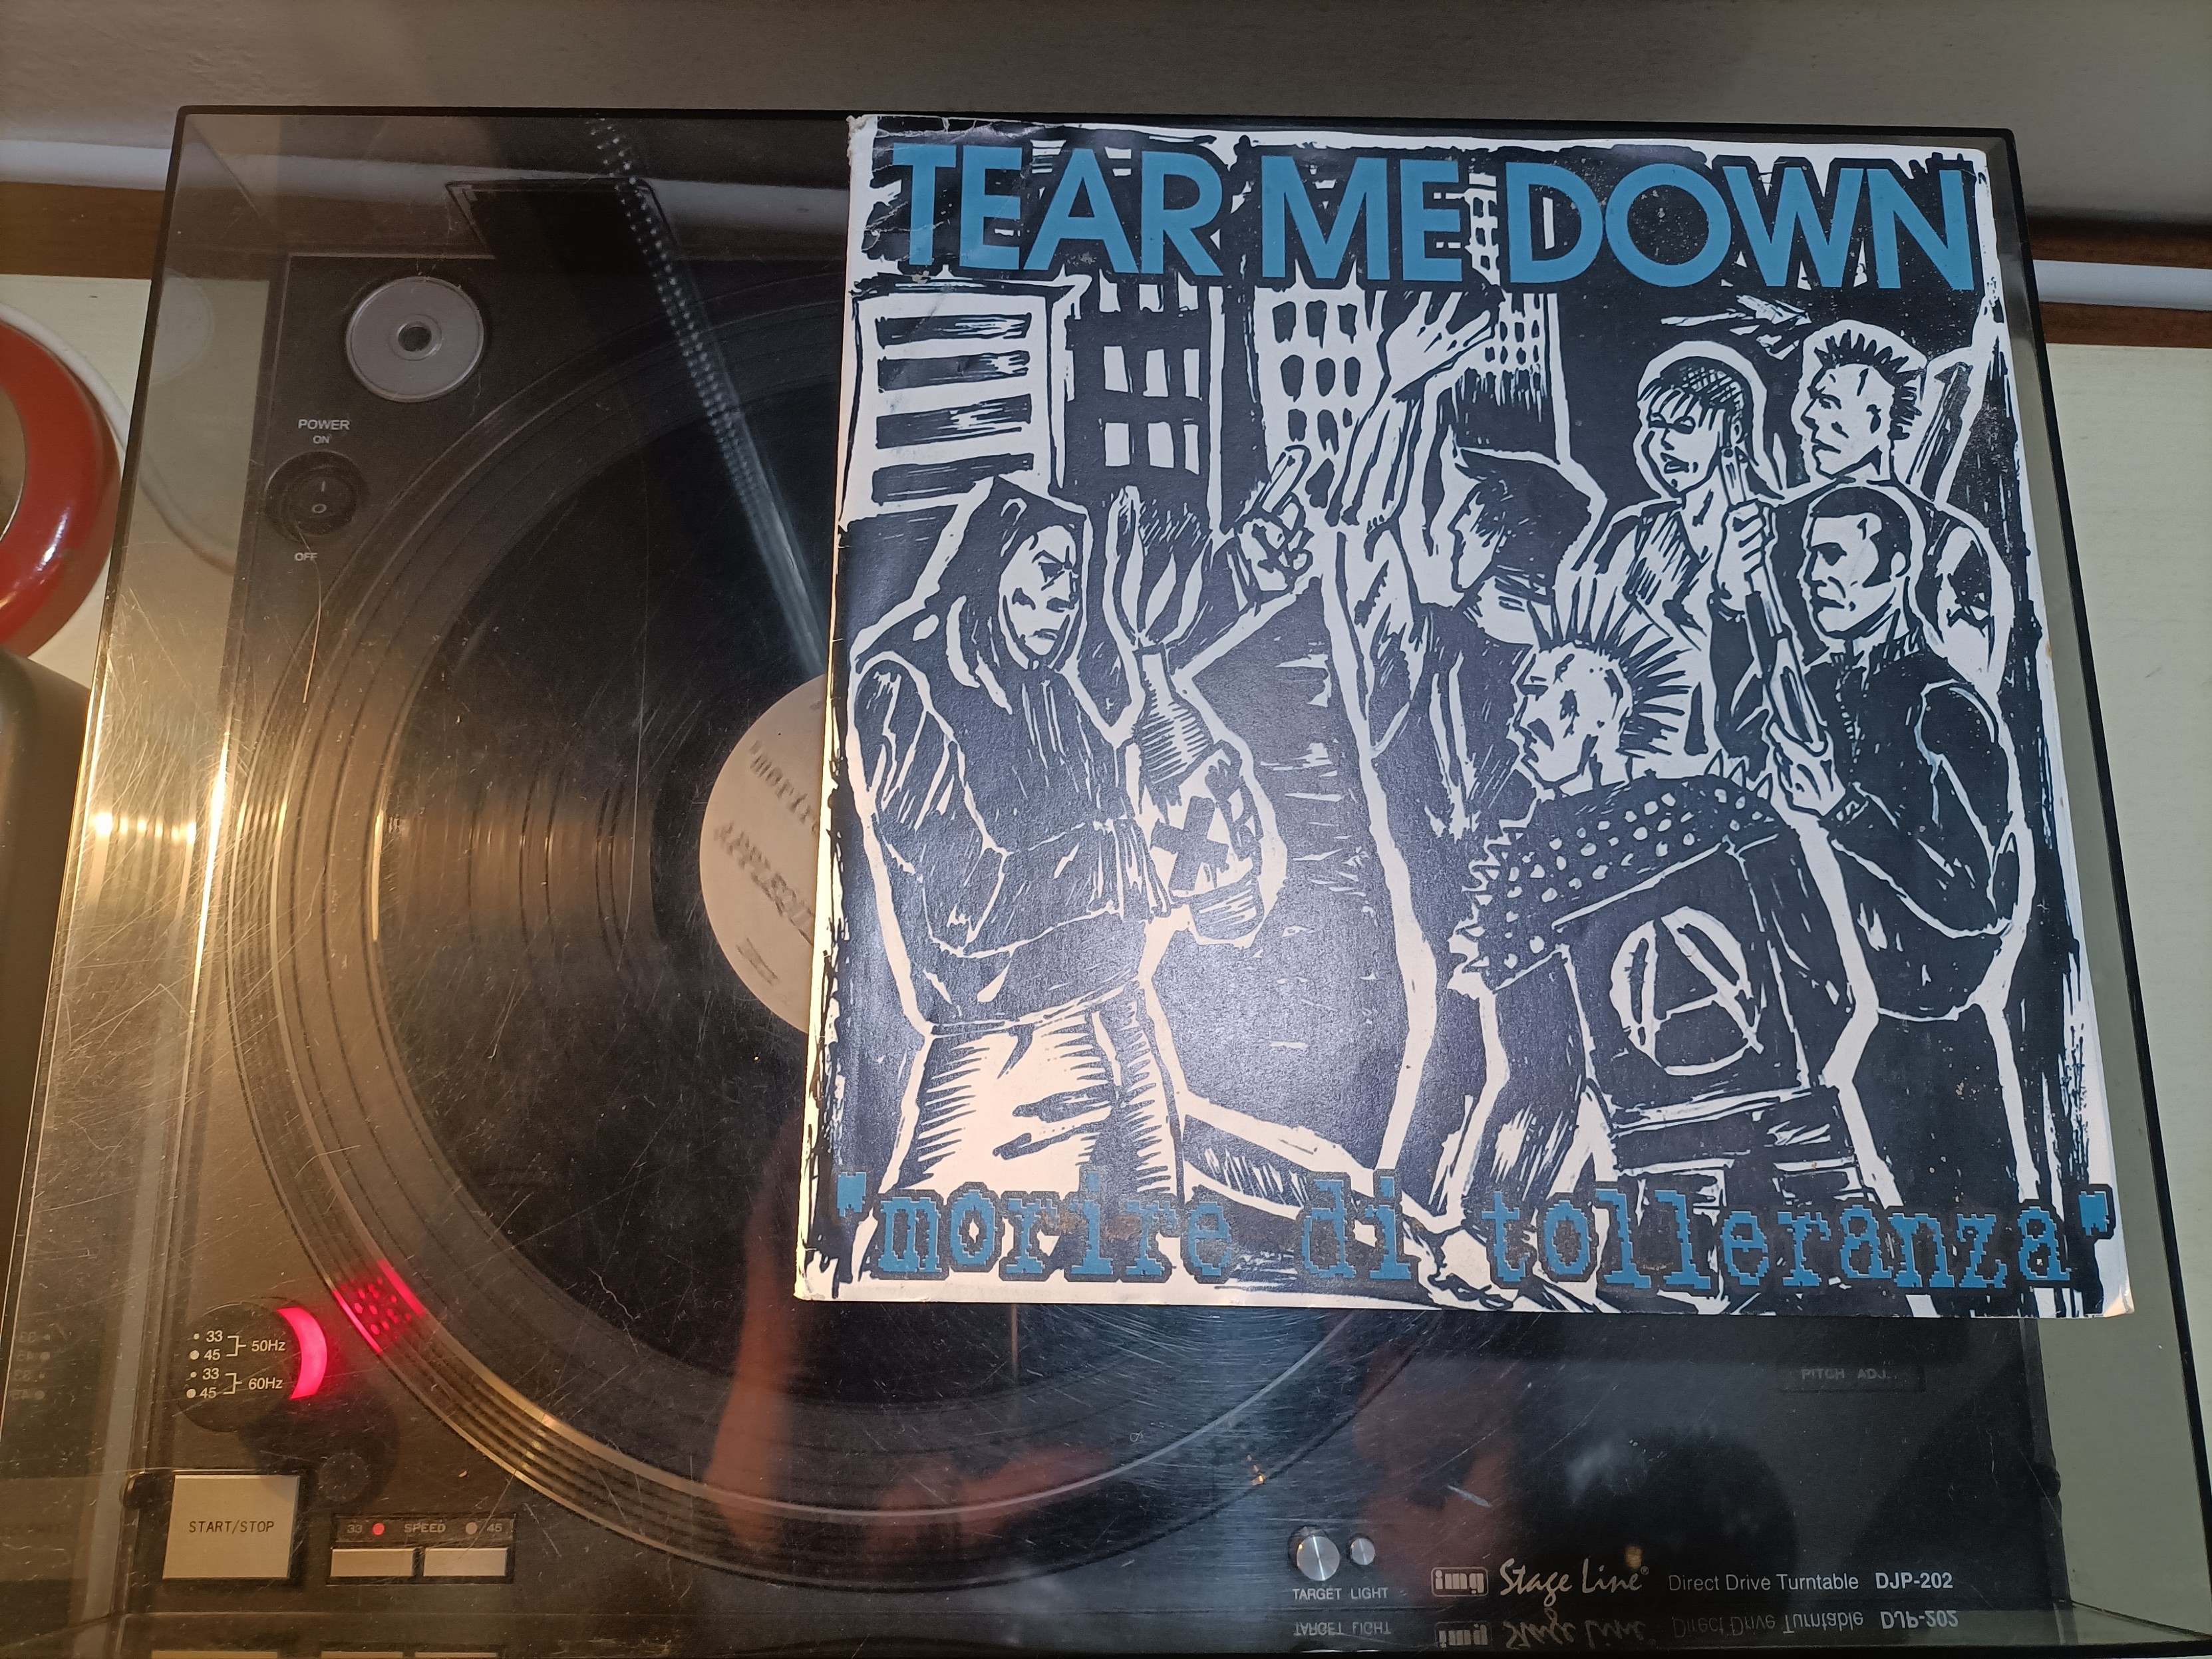 TEAR ME DOWN
POWER
ON
OFF
"morire di tolleranza"
33
45
50Hz
33
45
60Hz
PITCH ADJ.
START/STOP
33 SPEED 45
TARGET LIGHT
img Stage Line® Direct Drive Turntable DJP-202